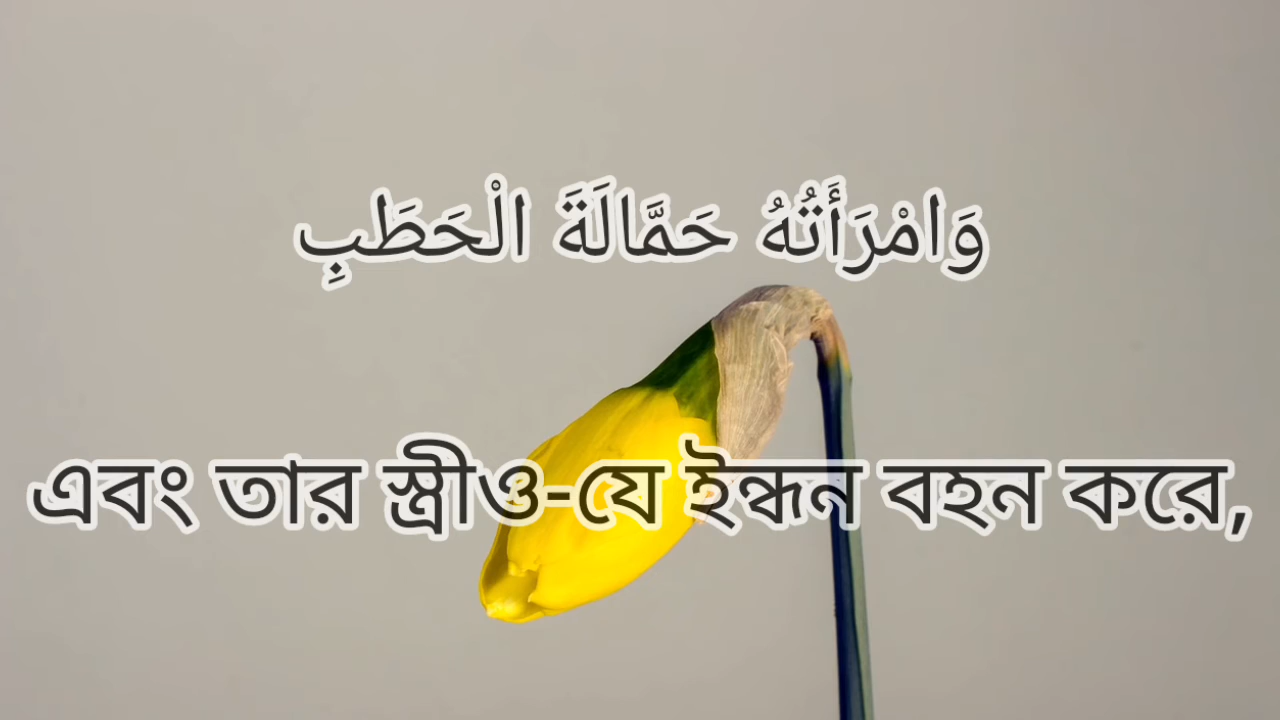 وَامْرَأَتُهُ حَمَّالَةَ الْحَطَبِ
এবং তার স্ত্রীও-যে ইন্ধন বহন করে,